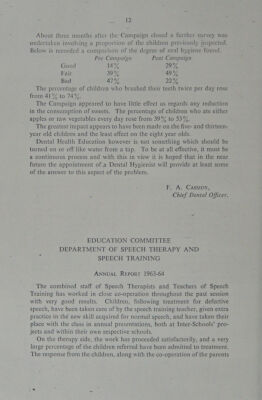 12
About three months after the Campaign closed a further survey was
undertaken involving a proportion of the children previously inspected.
Below is recorded a comparison of the degree of oral hygiene found.
Pre Campaign Post Campaign
Good 14% 29%
Fair 39% 49%
Bad 47% 22%
The percentage of children who brushed their teeth twice per day rose
from 41% to 74%.
The Campaign appeared to have little effect as regards any reduction
in the consumption of sweets. The percentage of children who ate either
apples or raw vegetables every day rose from 39% to 53%.
The greatest impact appears to have been made on the five- and thirteen-
year old children and the least effect on the eight year olds.
Dental Health Education however is not something which should be
turned on or off like water from a tap. To be at all effective, it must be
a continuous process and with this in view it is hoped that in the near
future the appointment of a Dental Hygienist will provide at least some
of the answer to this aspect of the problem.
F. A. Cassidy,
Chief Dental Officer.
EDUCATION COMMITTEE
DEPARTMENT OF SPEECH THERAPY AND
SPEECH TRAINING
Annual Report 1963-64
The combined staff of Speech Therapists and Teachers of Speech
Training has worked in close co-operation throughout the past session
with very good results. Children, following treatment for defective
speech, have been taken care of by the speech training teacher, given extra
practice in the new skill acquired for normal speech, and have taken their
place with the class in annual presentations, both at Inter-Schools' pro-
jects and within their own respective schools.
On the therapy side, the work has proceeded satisfactorily, and a very
large percentage of the children referred have been admitted to treatment.
The response from the children, along with the co-operation of the parents